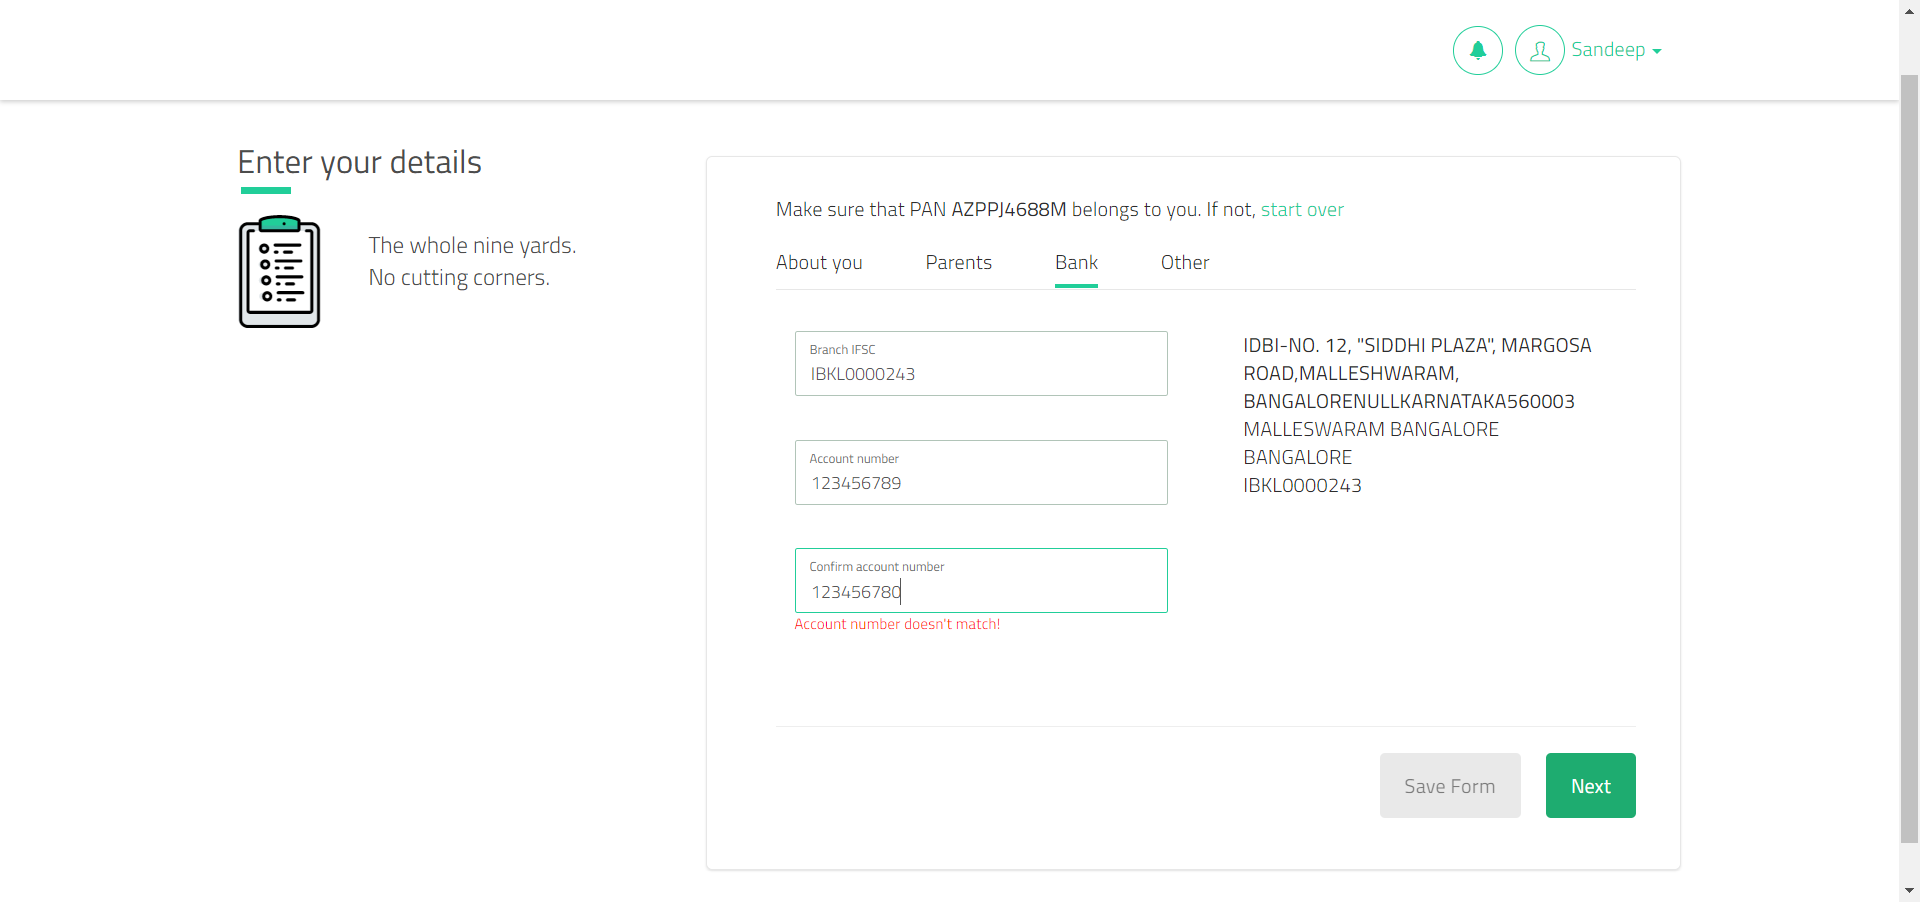 Sandeep
Enter your details
The whole nine yards.
No cutting corners.
Make sure that PAN AZPPJ4688M belongs to you. If not, start over
About you Parents Bank Other
Branch IFSC
IBKL0000243
Account number
123456789
Confirm account number
123456780
Account number doesn't match!
IDBI-NO. 12, "SIDDHI PLAZA", MARGOSA
ROAD,MALLESHWARAM,
BANGALORENULLKARNATAKA560003
MALLESWARAM BANGALORE
BANGALORE
IBKL0000243
Save Form Next